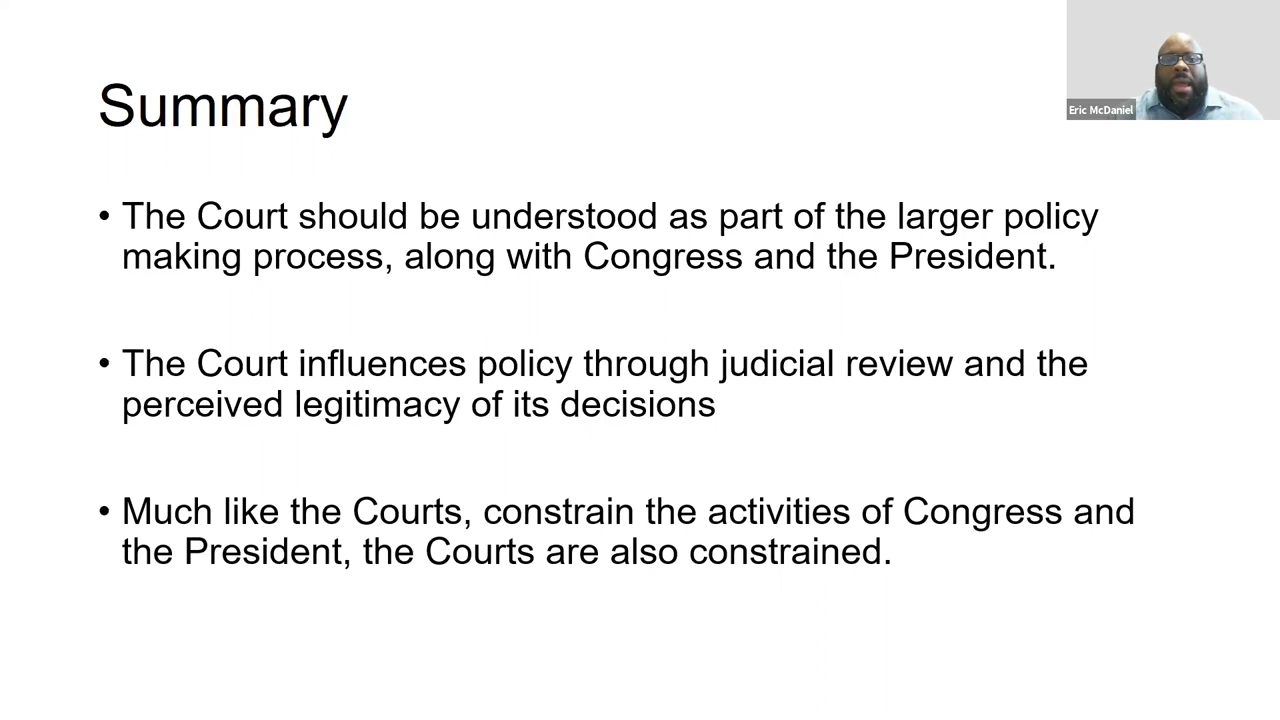 Eric McDaniel
Summary
• The Court should be understood as part of the larger policy
making process, along with Congress and the President.
• The Court influences policy through judicial review and the
perceived legitimacy of its decisions
• Much like the Courts, constrain the activities of Congress and
the President, the Courts are also constrained.